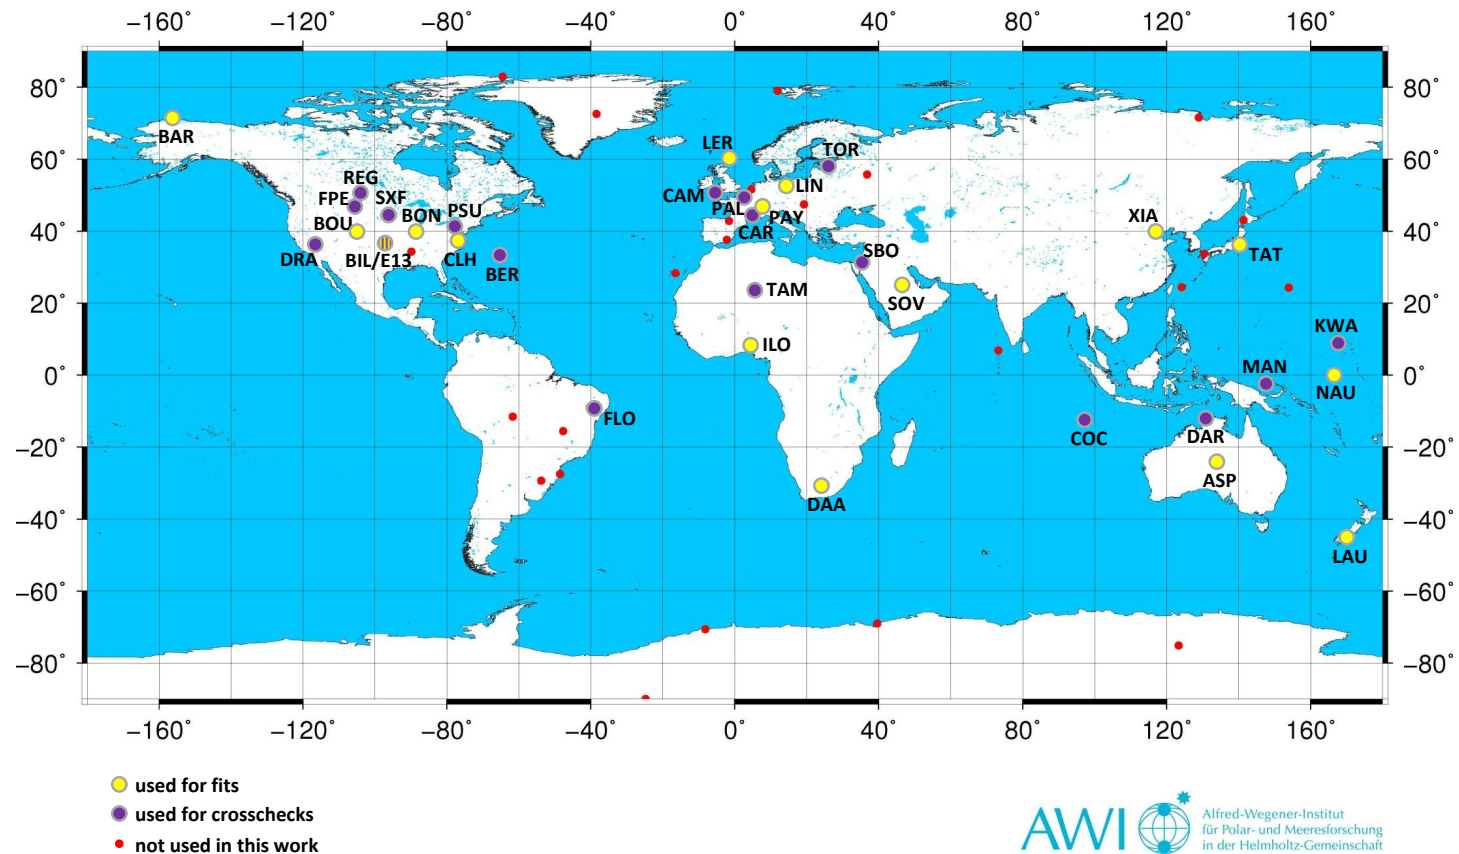 −160˚ −120˚ −80˚ −40˚ 0˚ 40˚ 80˚ 120˚ 160˚
80˚ 80˚
BAR
LER TOR
60˚ 60˚
REG
FPE SXF CAM PAL LIN
BOU BON PSU PAY XIA
40˚ CAR 40˚
DRA BIL/E13 CLH BER SBO TAT
TAM SOV
20˚ 20˚
KWA
ILO MAN
0˚ 0˚
NAU
FLO COC DAR
−20˚ −20˚
ASP
DAA
−40˚ −40˚
LAU
−60˚ −60˚
−80˚ −80˚
−160˚ −120˚ −80˚ −40˚ 0˚ 40˚ 80˚ 120˚ 160˚
used for fits
used for crosschecks
not used in this work
AWI
Alfred-Wegener-Institut
für Polar- und Meeresforschung
in der Helmholtz-Gemeinschaft